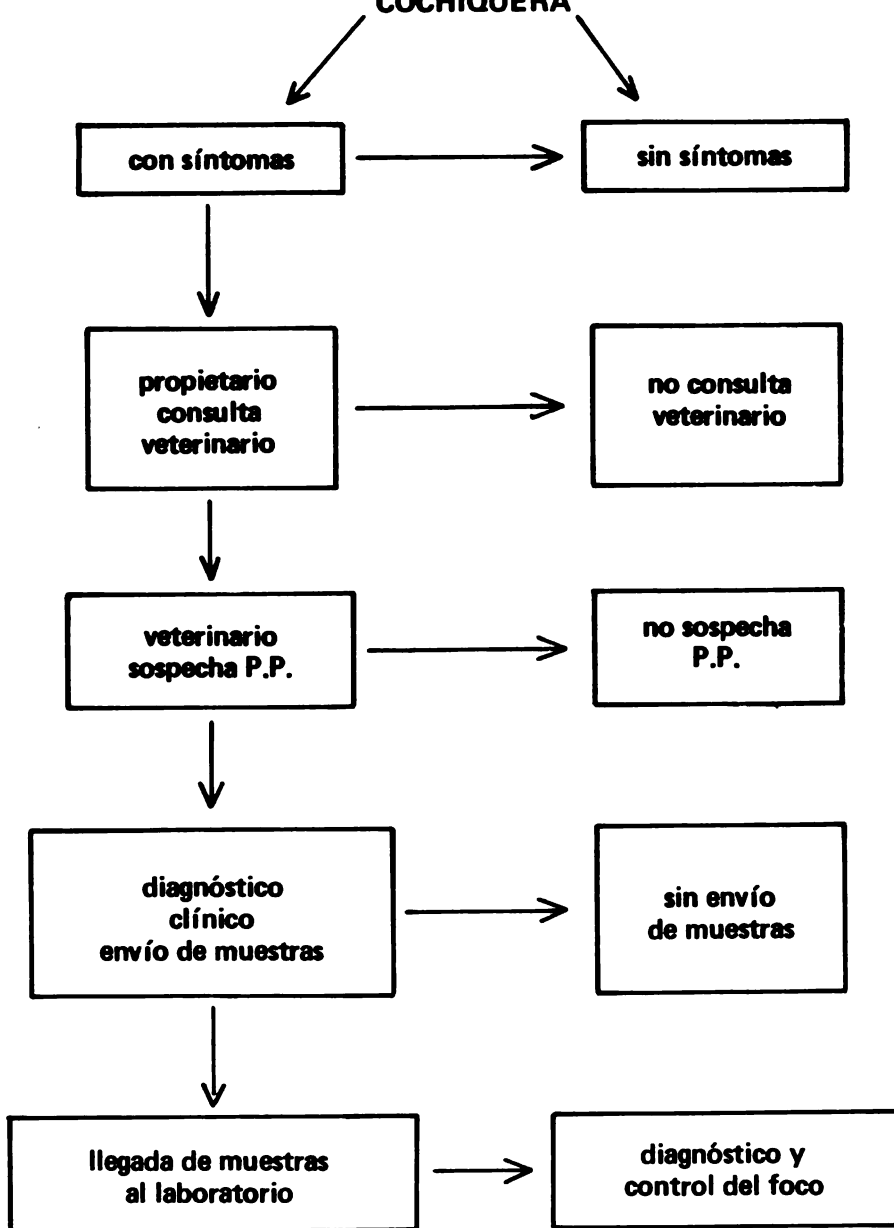 COCHIQUERA
con síntomas
sin síntomas
propietario
consulta
veterinario
no consulta
veterinario
veterinario
sospecha P.P.
no sospecha
P.P.
diagnóstico
clínico
envío de muestras
sin envío
de muestras
llegada de muestras
al laboratorio
diagnóstico y
control del foco